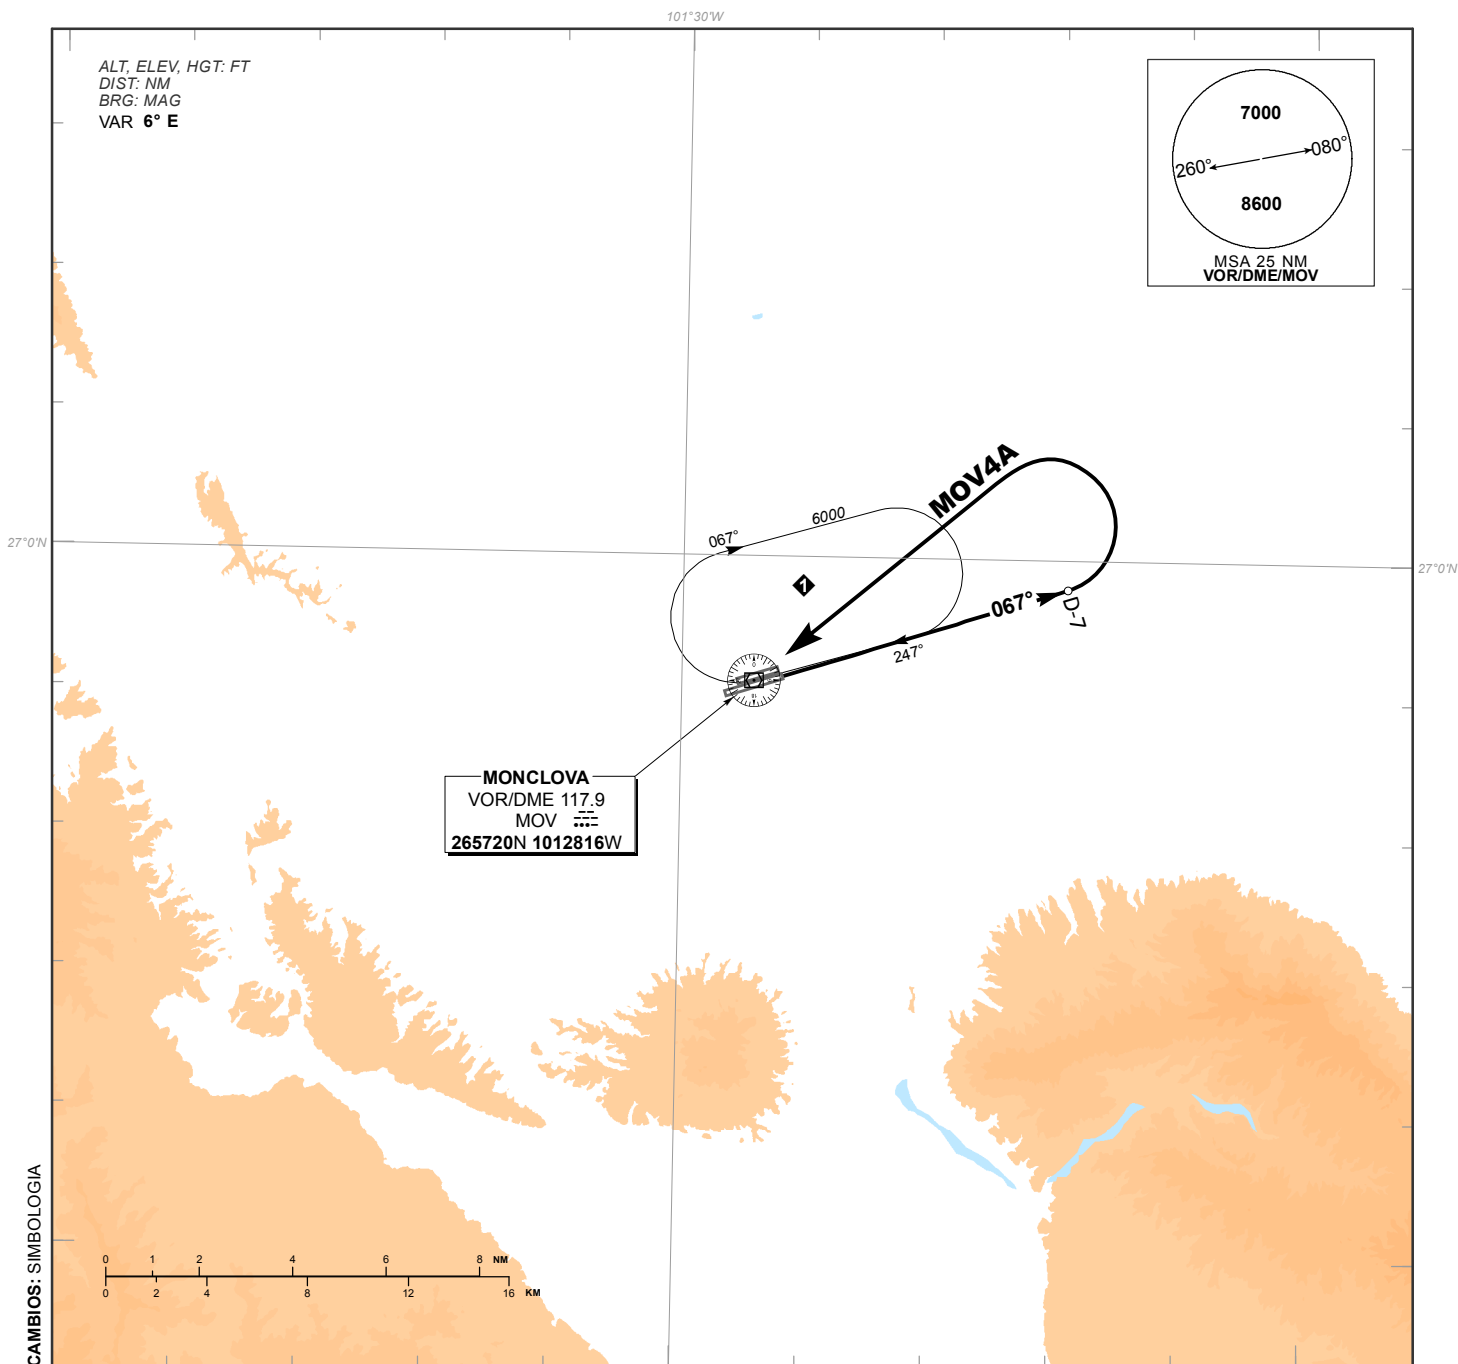 101°30'W
ALT, ELEV, HGT: FT
DIST: NM
BRG: MAG
VAR 6° E
7000
260°
080°
8600
MSA 25 NM
VOR/DME/MOV
MOV4A
6000
067°
27°0'N
27°0'N
1
067°
D-7
247°
0
18
MONCLOVA
VOR/DME 117.9
MOV
265720N 1012816W
CAMBIOS: SIMBOLOGIA
0 1 2 4 6 8 NM
0 2 4 8 12 16 KM